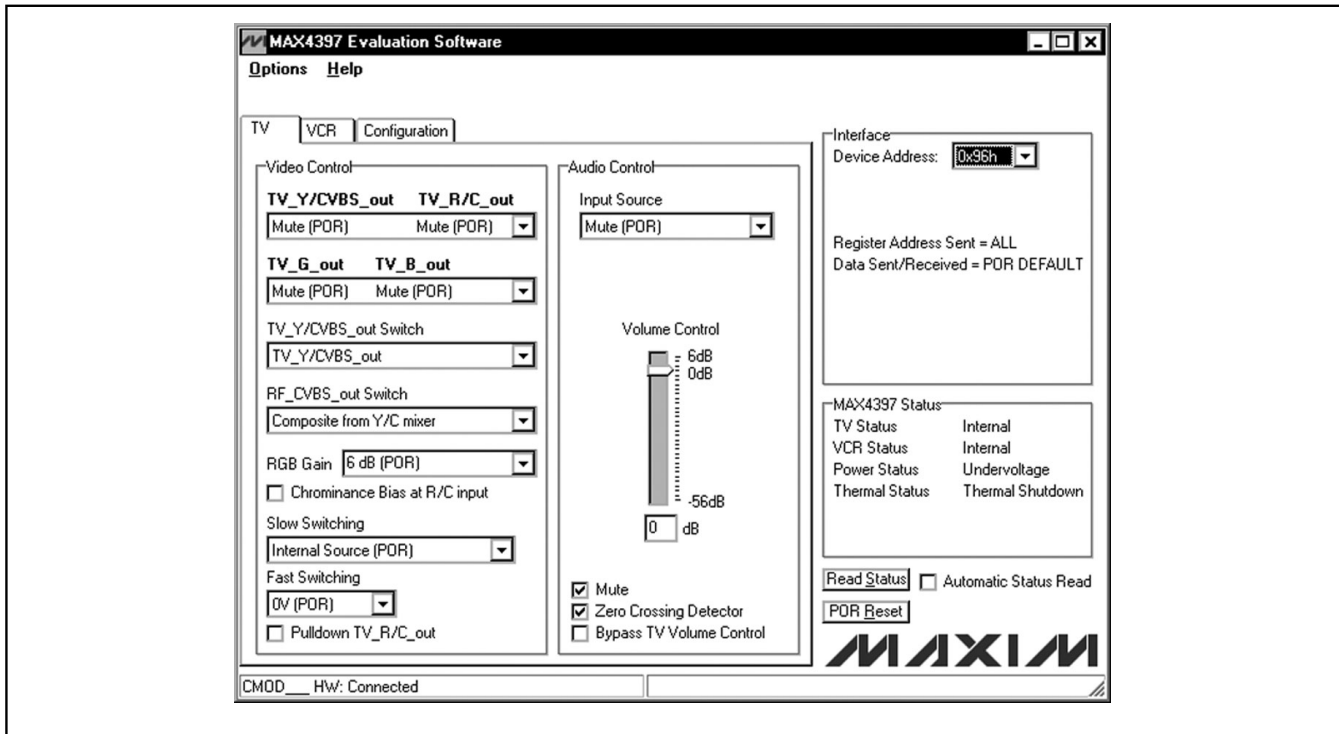 MAX4397 Evaluation Software
Options Help
TV VCR Configuration
Video Control
TV_Y/CVBS_out TV_R/C_out
Mute (POR) Mute (POR)
TV_G_out TV_B_out
Mute (POR) Mute (POR)
TV_Y/CVBS_out Switch
TV_Y/CVBS_out
RF_CVBS_out Switch
Composite from Y/C mixer
RGB Gain 6 dB (POR)
Chrominance Bias at R/C input
Slow Switching
Internal Source (POR)
Fast Switching
0V (POR)
Pulldown TV_R/C_out
Audio Control
Input Source
Mute (POR)
Volume Control
6dB
0dB
-56dB
0 dB
Mute
Zero Crossing Detector
Bypass TV Volume Control
Interface
Device Address: 0x96h
Register Address Sent = ALL
Data Sent/Received = POR DEFAULT
MAX4397 Status
TV Status Internal
VCR Status Internal
Power Status Undervoltage
Thermal Status Thermal Shutdown
Read Status Automatic Status Read
POR Reset
MAXIM
CMOD___ HW: Connected